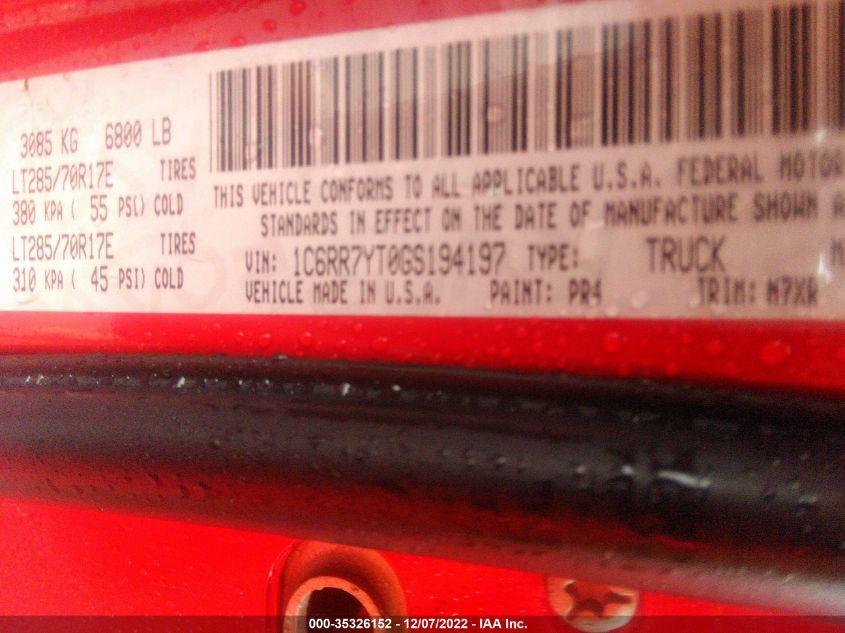 3085 KG 6800 LB
LT285/70R17E TIRES
380 KPA ( 55 PSI) COLD
LT285/70R17E TIRES
310 KPA ( 45 PSI) COLD
THIS VEHICLE CONFORMS TO ALL APPLICABLE U.S.A. FEDERAL MOTOR
STANDARDS IN EFFECT ON THE DATE OF MANUFACTURE SHOWN A
VIN: 1C6RR7YT0GS194197 TYPE: TRUCK
VEHICLE MADE IN U.S.A. PAINT: PR4 TRIM: M7XR
000-35326152 - 12/07/2022 - IAA Inc.